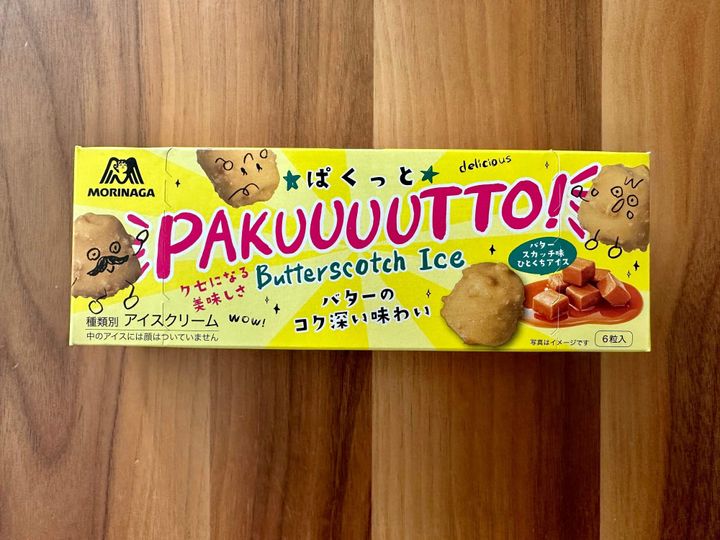 MORINAGA
ぱくっと
delicious
PAKUUUUTTO!
クセになる
美味しさ
Butterscotch Ice
バター
スカッチ味
ひとくちアイス
バターの
コク深い味わい
種類別 アイスクリーム
WOW!
中のアイスには顔はついていません
写真はイメージです
6粒入